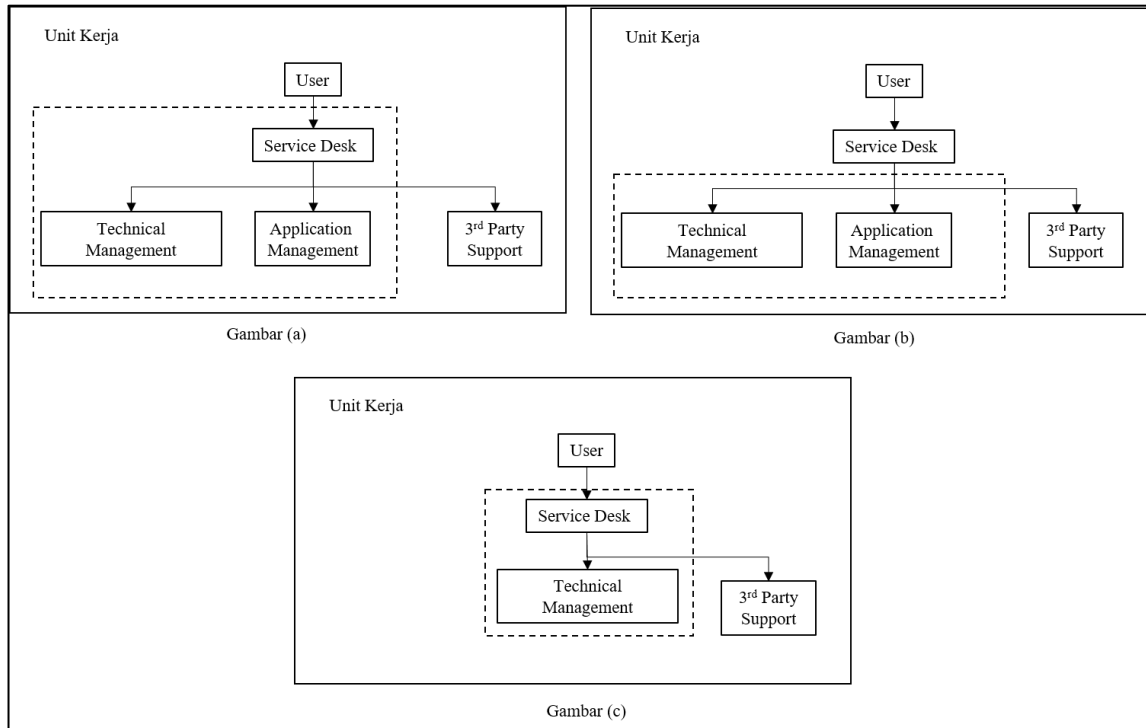 Unit Kerja
User
Service Desk
Technical
Management
Application
Management
3rd Party
Support
Gambar (a)
Unit Kerja
User
Service Desk
Technical
Management
Application
Management
3rd Party
Support
Gambar (b)
Unit Kerja
User
Service Desk
Technical
Management
3rd Party
Support
Gambar (c)